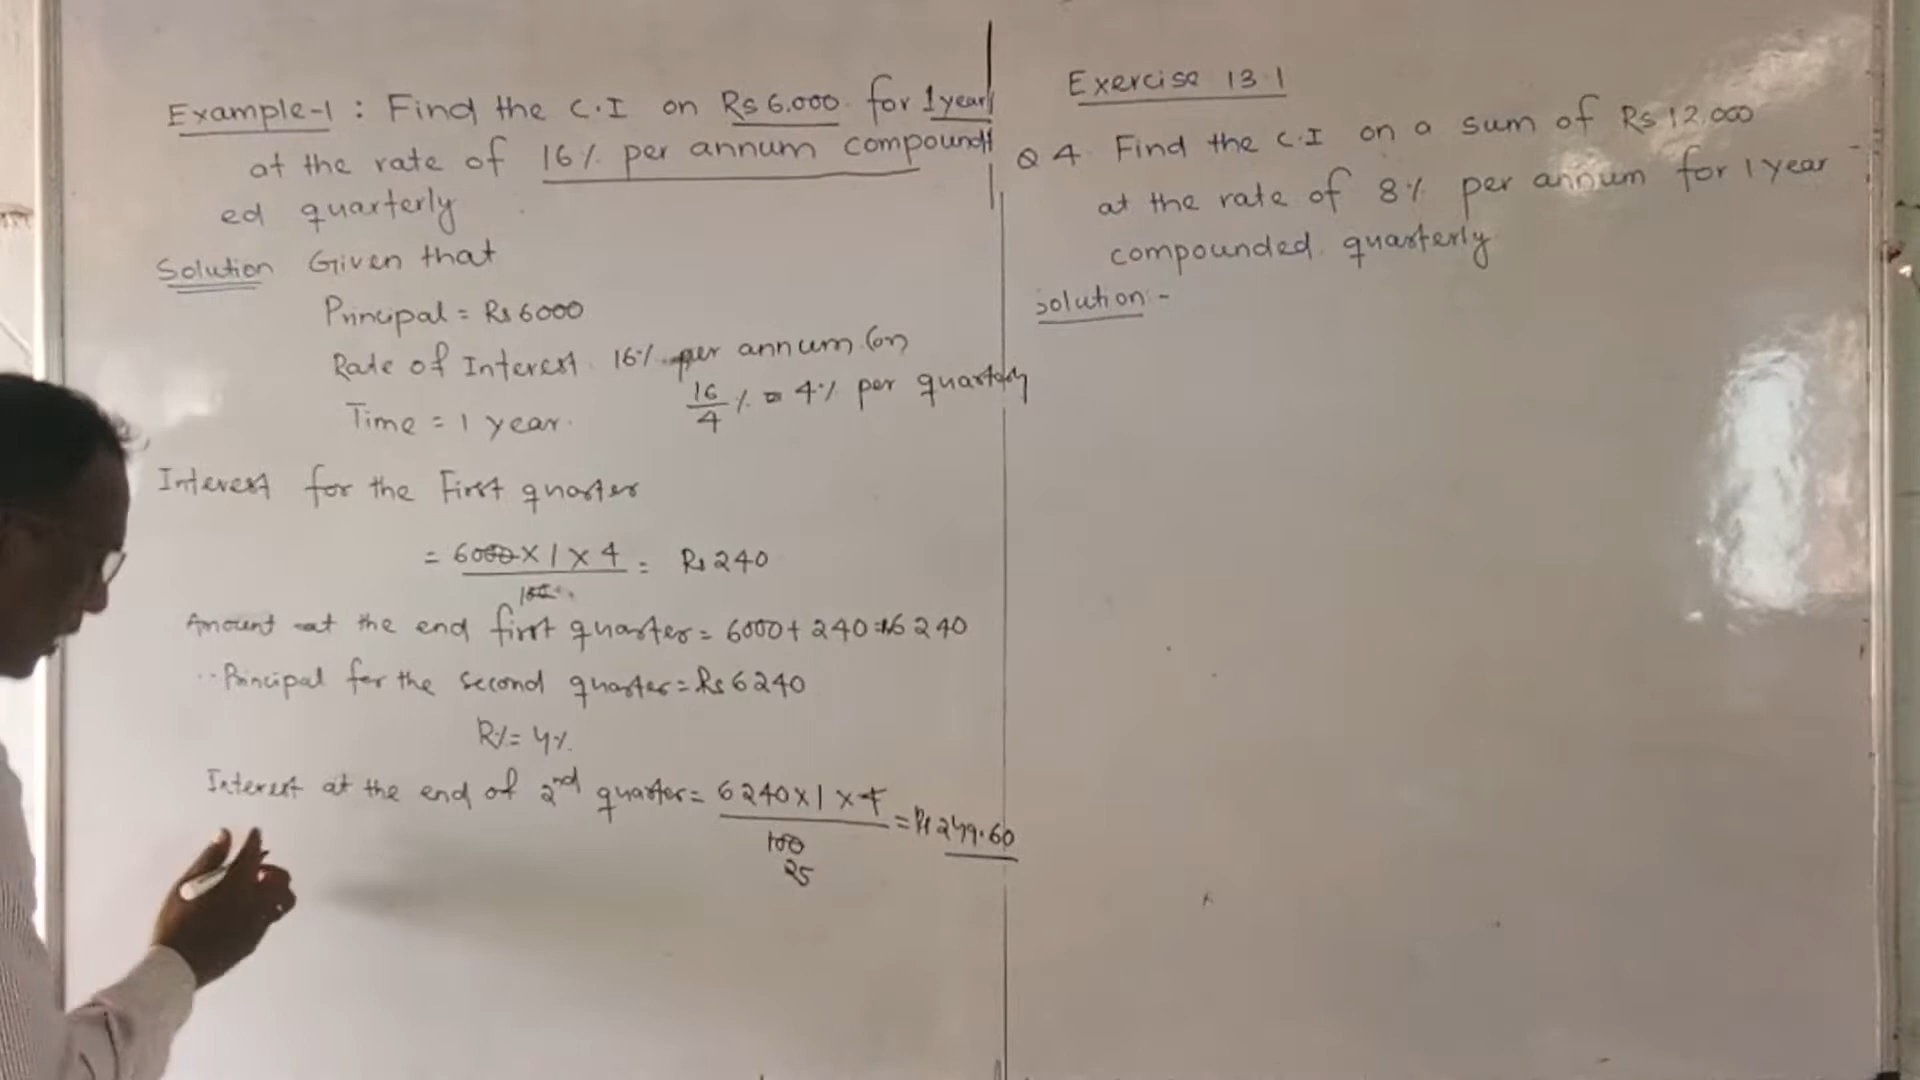 Example-1 : Find the C.I on Rs 6.000 for 1 year
at the rate of 16% per annum compound
ed quarterly
Solution Given that
Principal = Rs 6000
Rate of Interest 16% per annum (or)
16/4 % = 4% per quarterly
Time = 1 year.
Interest for the First quarter
= 6000 X 1 X 4 / 100 = Rs 240
Amount at the end first quarter = 6000 + 240 = 6240
Principal for the second quarter = Rs 6240
R% = 4%
Interest at the end of 2nd quarter = 6240 x 1 x 4 / 100 = Rs 249.60
25
Exercise 13.1
Q 4. Find the C.I on a sum of Rs 12.000
at the rate of 8% per annum for 1 year
compounded quarterly
Solution :-